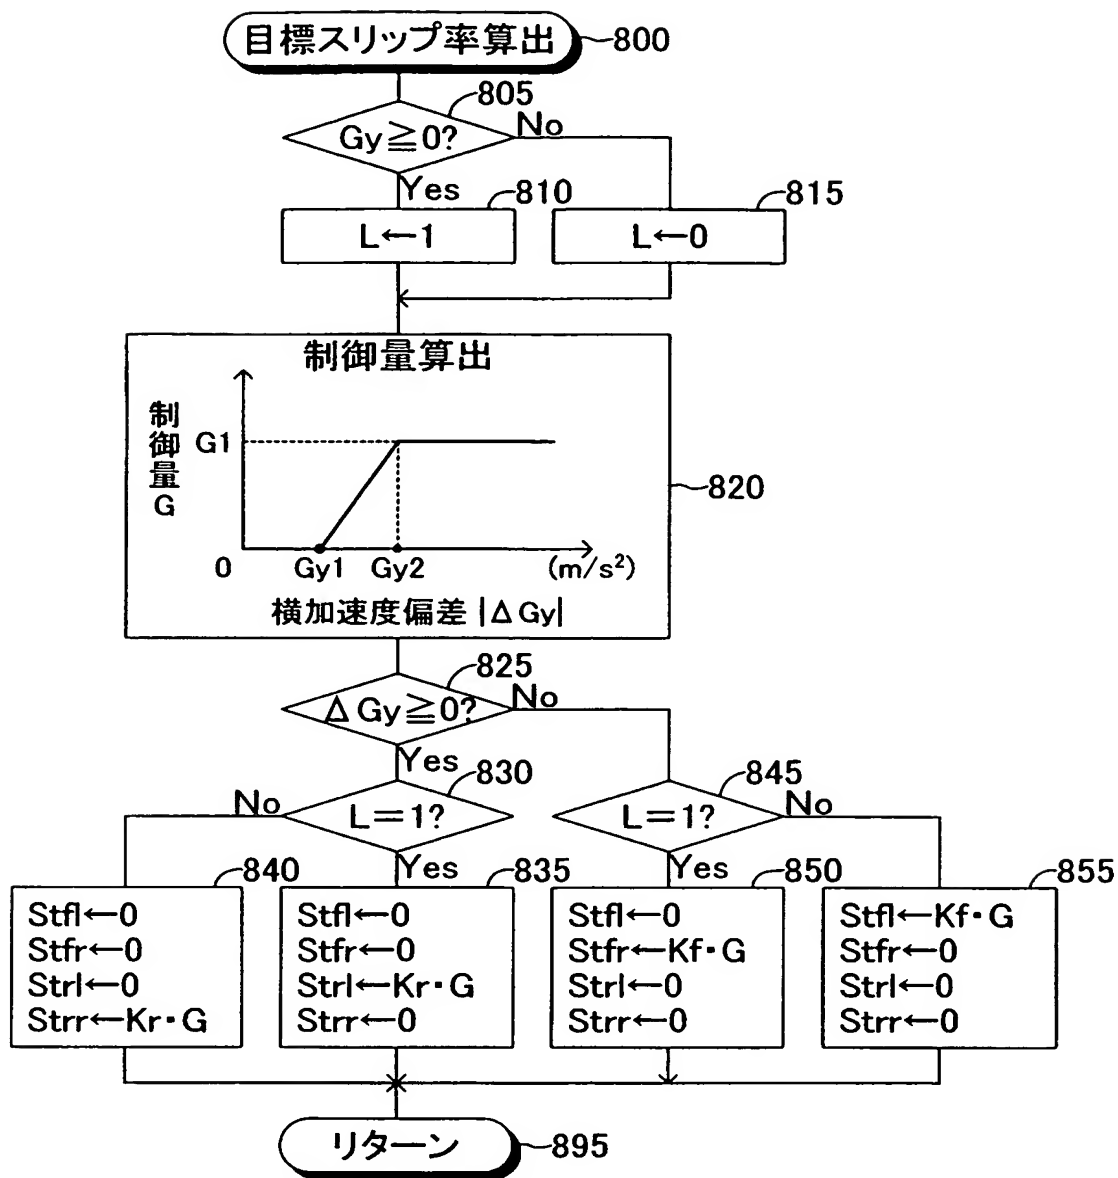 目標スリップ率算出
800
805
Gy≧0?
No
Yes
810
815
L←1
L←0
制御量算出
制御量G
G1
820
0
Gy1
Gy2
(m/s²)
横加速度偏差|ΔGy|
825
ΔGy≧0?
No
Yes
830
845
No
L=1?
L=1?
No
Yes
Yes
840
835
850
855
Stfl←0
Stfr←0
Strl←0
Strr←Kr・G
Stfl←0
Stfr←0
Strl←Kr・G
Strr←0
Stfl←0
Stfr←Kf・G
Strl←0
Strr←0
Stfl←Kf・G
Stfr←0
Strl←0
Strr←0
リターン
895